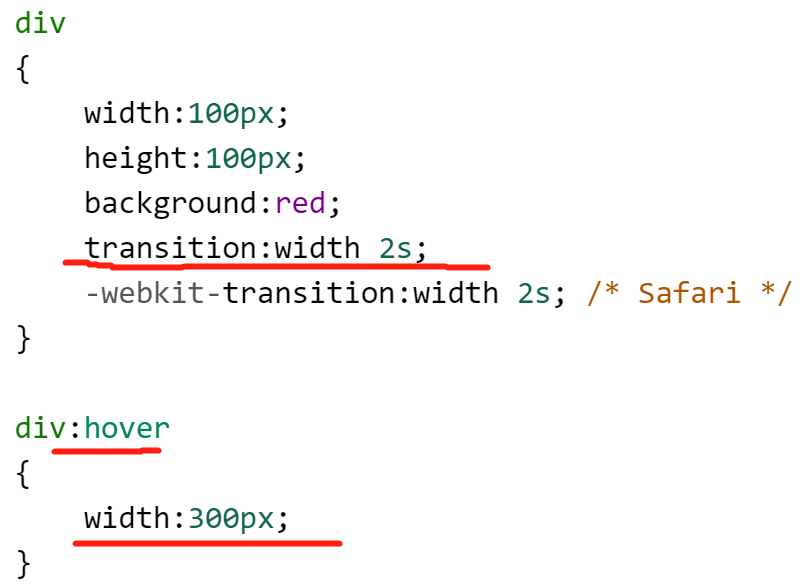 div
{
    width:100px;
    height:100px;
    background:red;
    transition:width 2s;
    -webkit-transition:width 2s; /* Safari */
}
div:hover
{
    width:300px;
}